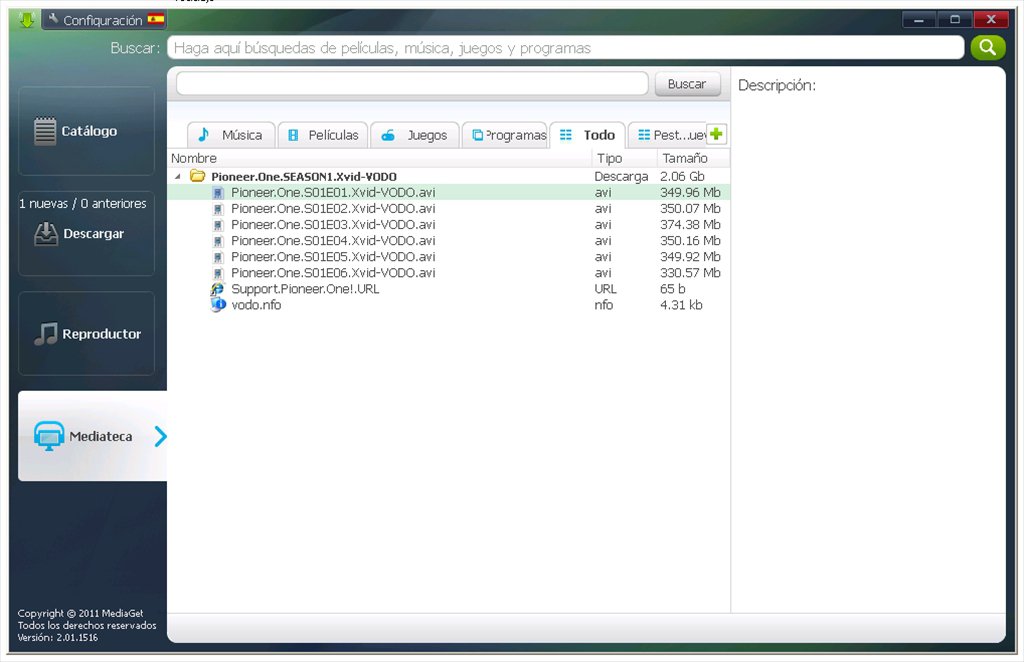 Configuración
Buscar: Haga aquí búsquedas de películas, música, juegos y programas
Buscar
Descripción:
Catálogo
1 nuevas / 0 anteriores
Descargar
Reproductor
Mediateca
Música Películas Juegos Programas Todo Pest...uev
Nombre Tipo Tamaño
Pioneer.One.SEASON1.Xvid-VODO Descarga 2.06 Gb
Pioneer.One.S01E01.Xvid-VODO.avi avi 349.96 Mb
Pioneer.One.S01E02.Xvid-VODO.avi avi 350.07 Mb
Pioneer.One.S01E03.Xvid-VODO.avi avi 374.38 Mb
Pioneer.One.S01E04.Xvid-VODO.avi avi 350.16 Mb
Pioneer.One.S01E05.Xvid-VODO.avi avi 349.92 Mb
Pioneer.One.S01E06.Xvid-VODO.avi avi 330.57 Mb
Support.Pioneer.One!.URL URL 65 b
vodo.nfo nfo 4.31 kb
Copyright © 2011 MediaGet
Todos los derechos reservados
Versión: 2.01.1516